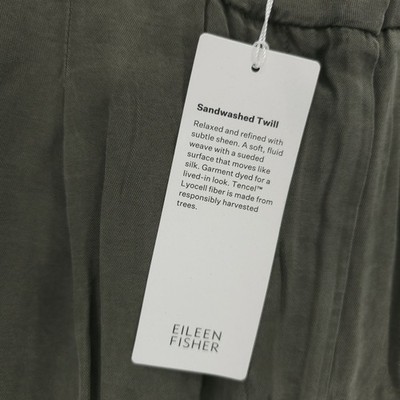 Sandwashed Twill
Relaxed and refined with
subtle sheen. A soft, fluid
weave with a sueded
surface that moves like
silk. Garment dyed for a
lived-in look. Tencel™
Lyocell fiber is made from
responsibly harvested
trees.
EILEEN
FISHER